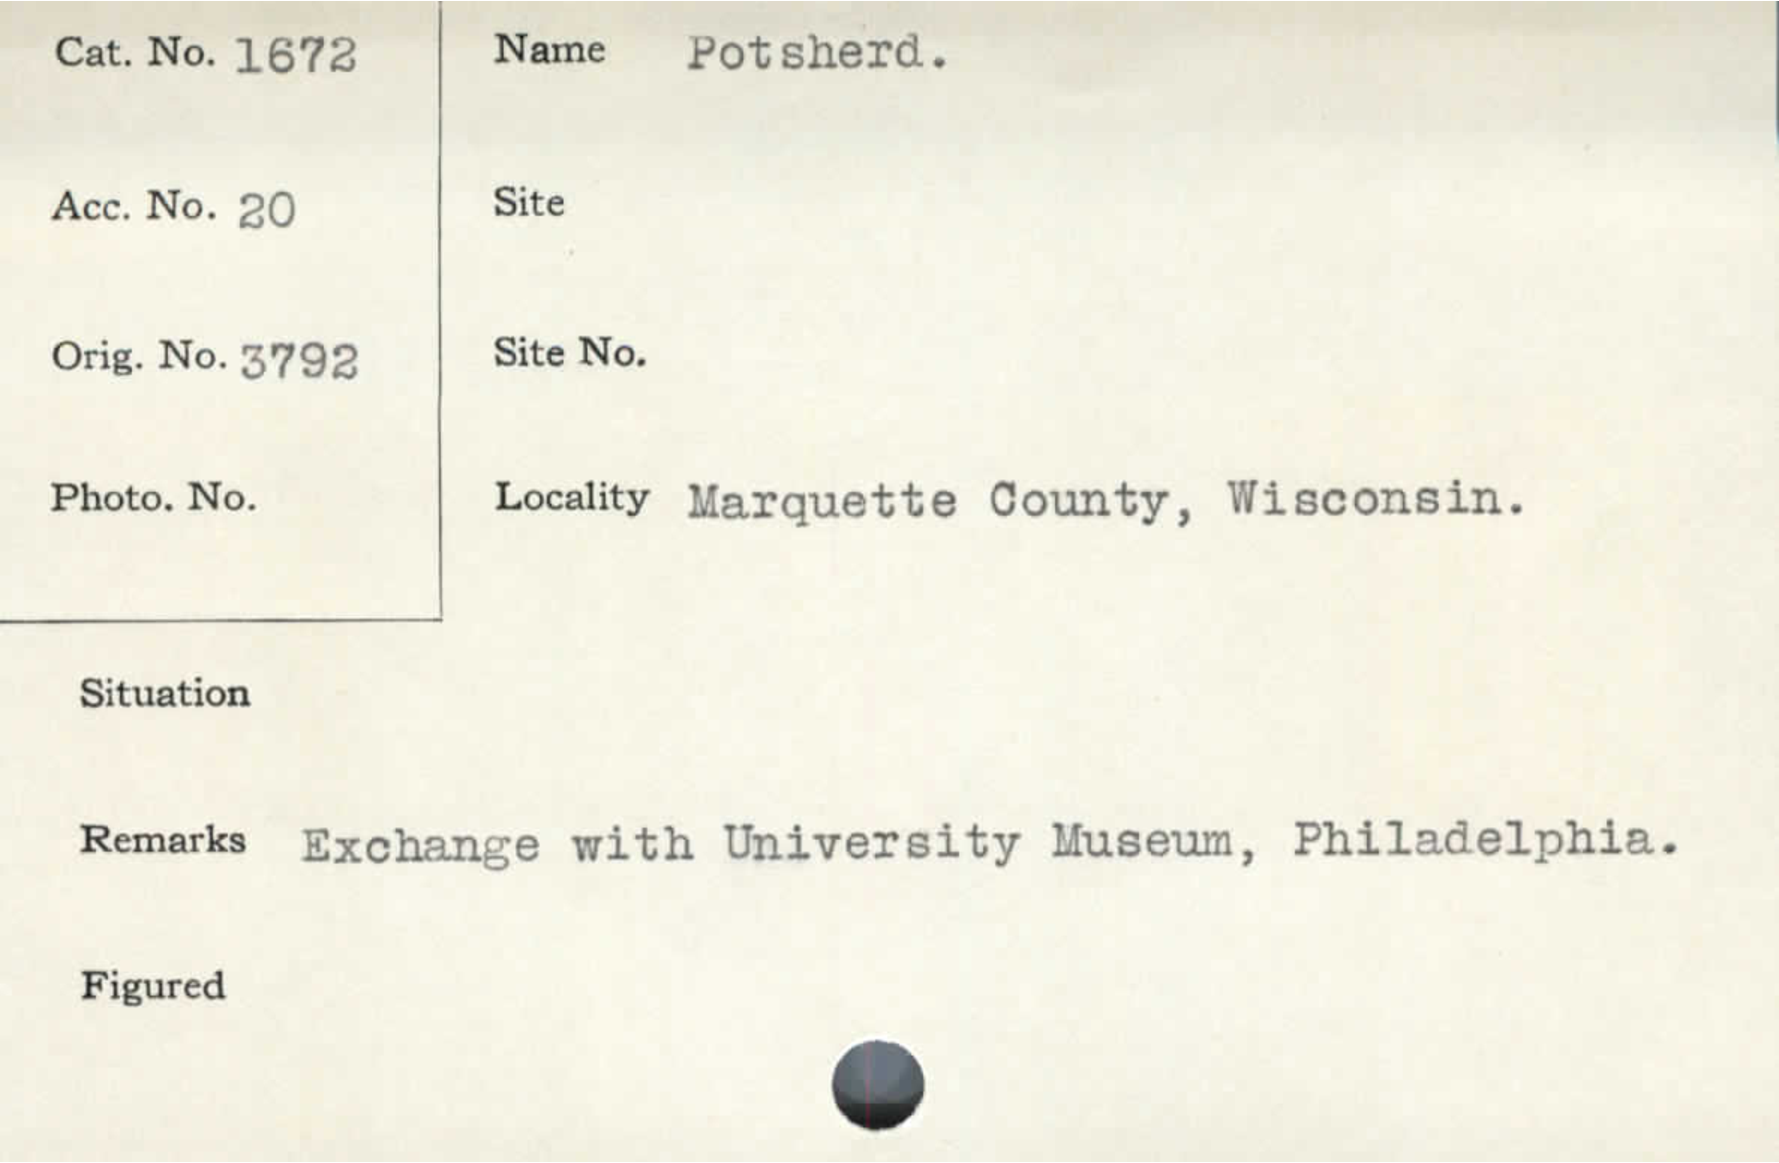 Cat. No. 1672
Name Potsherd.
Acc. No. 20
Site
Orig. No. 3792
Site No.
Photo. No.
Locality Marquette County, Wisconsin.
Situation
Remarks Exchange with University Museum, Philadelphia.
Figured